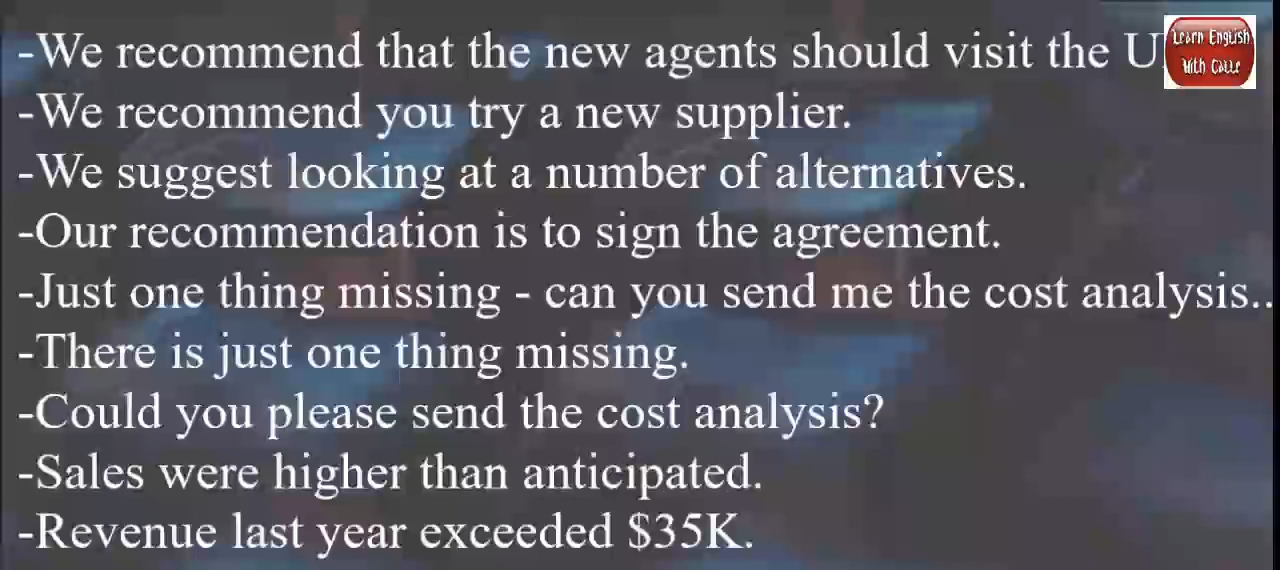 -We recommend that the new agents should visit the
-We recommend you try a new supplier.
-We suggest looking at a number of alternatives.
-Our recommendation is to sign the agreement.
-Just one thing missing - can you send me the cost analysis..
-There is just one thing missing.
-Could you please send the cost analysis?
-Sales were higher than anticipated.
-Revenue last year exceeded $35K.
Learn English
With